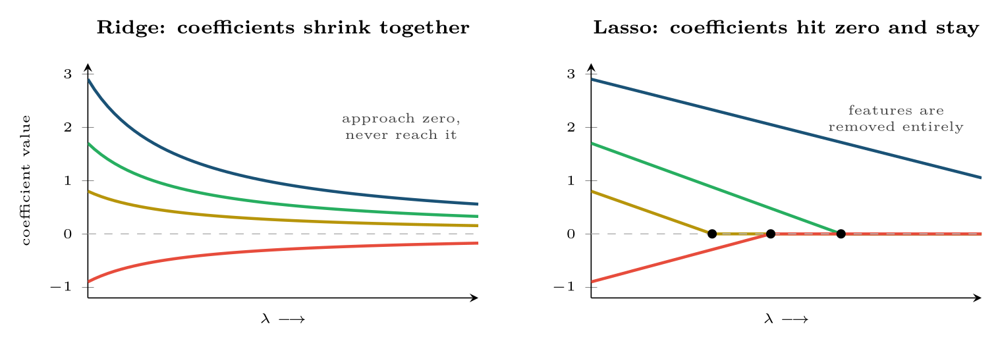 Ridge: coefficients shrink together
3
2
1
0
−1
coefficient value
approach zero,
never reach it
λ ⟶
Lasso: coefficients hit zero and stay
3
2
1
0
−1
features are
removed entirely
λ ⟶